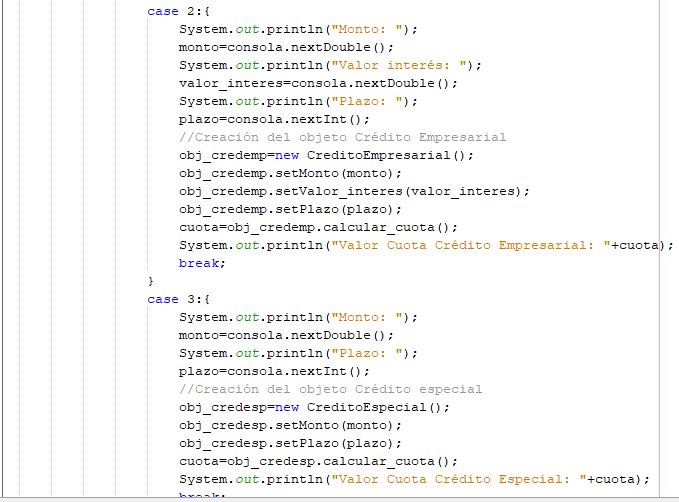 case 2:{
System.out.println("Monto: ");
monto=consola.nextDouble();
System.out.println("Valor interés: ");
valor_interes=consola.nextDouble();
System.out.println("Plazo: ");
plazo=consola.nextInt();
//Creación del objeto Crédito Empresarial
obj_credemp=new CreditoEmpresarial();
obj_credemp.setMonto(monto);
obj_credemp.setValor_interes(valor_interes);
obj_credemp.setPlazo(plazo);
cuota=obj_credemp.calcular_cuota();
System.out.println("Valor Cuota Crédito Empresarial: "+cuota);
break;
}
case 3:{
System.out.println("Monto: ");
monto=consola.nextDouble();
System.out.println("Plazo: ");
plazo=consola.nextInt();
//Creación del objeto Crédito especial
obj_credesp=new CreditoEspecial();
obj_credesp.setMonto(monto);
obj_credesp.setPlazo(plazo);
cuota=obj_credesp.calcular_cuota();
System.out.println("Valor Cuota Crédito Especial: "+cuota);
break;